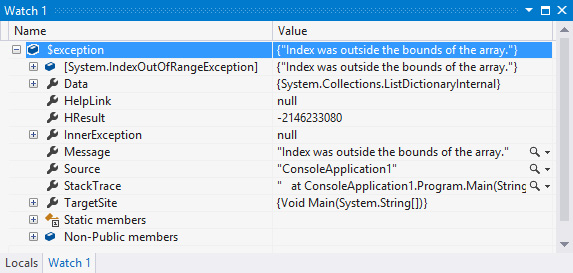 Watch 1
Name Value
$exception {"Index was outside the bounds of the array."}
[System.IndexOutOfRangeException] {"Index was outside the bounds of the array."}
Data {System.Collections.ListDictionaryInternal}
HelpLink null
HResult -2146233080
InnerException null
Message "Index was outside the bounds of the array."
Source "ConsoleApplication1"
StackTrace "   at ConsoleApplication1.Program.Main(String
TargetSite {Void Main(System.String[])}
Static members
Non-Public members
Locals Watch 1